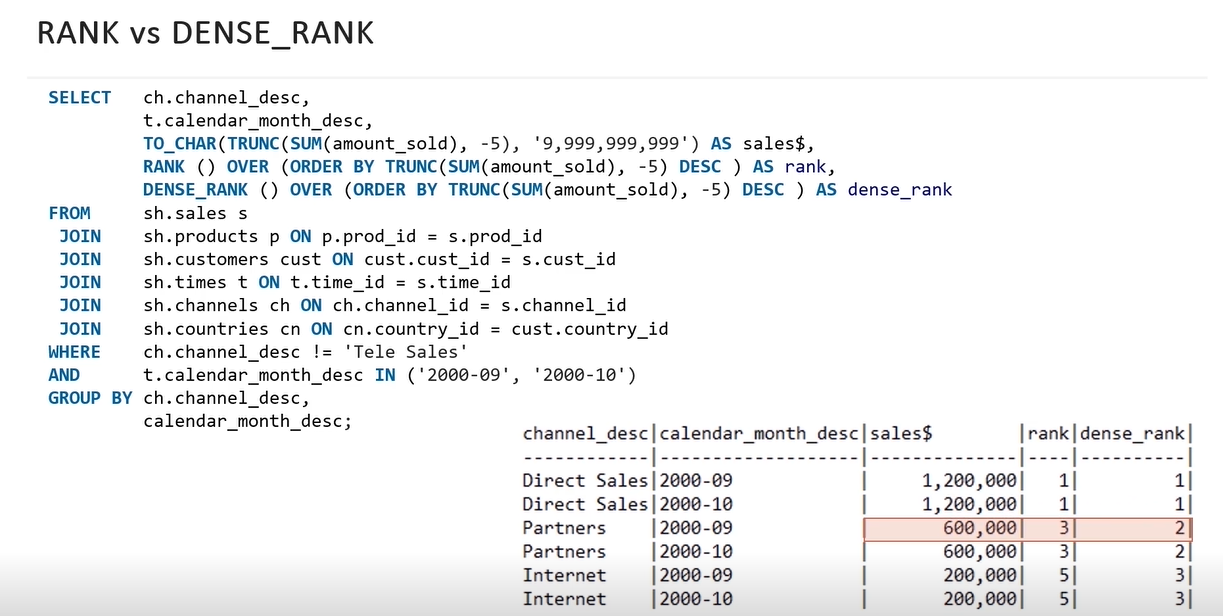 RANK vs DENSE_RANK
SELECT ch.channel_desc,
t.calendar_month_desc,
TO_CHAR(TRUNC(SUM(amount_sold), -5), '9,999,999,999') AS sales$,
RANK () OVER (ORDER BY TRUNC(SUM(amount_sold), -5) DESC ) AS rank,
DENSE_RANK () OVER (ORDER BY TRUNC(SUM(amount_sold), -5) DESC ) AS dense_rank
FROM sh.sales s
JOIN sh.products p ON p.prod_id = s.prod_id
JOIN sh.customers cust ON cust.cust_id = s.cust_id
JOIN sh.times t ON t.time_id = s.time_id
JOIN sh.channels ch ON ch.channel_id = s.channel_id
JOIN sh.countries cn ON cn.country_id = cust.country_id
WHERE ch.channel_desc != 'Tele Sales'
AND t.calendar_month_desc IN ('2000-09', '2000-10')
GROUP BY ch.channel_desc,
calendar_month_desc;
channel_desc|calendar_month_desc|sales$ |rank|dense_rank|
------------|-------------------|--------------|----|----------|
Direct Sales|2000-09 | 1,200,000| 1| 1|
Direct Sales|2000-10 | 1,200,000| 1| 1|
Partners |2000-09 | 600,000| 3| 2|
Partners |2000-10 | 600,000| 3| 2|
Internet |2000-09 | 200,000| 5| 3|
Internet |2000-10 | 200,000| 5| 3|